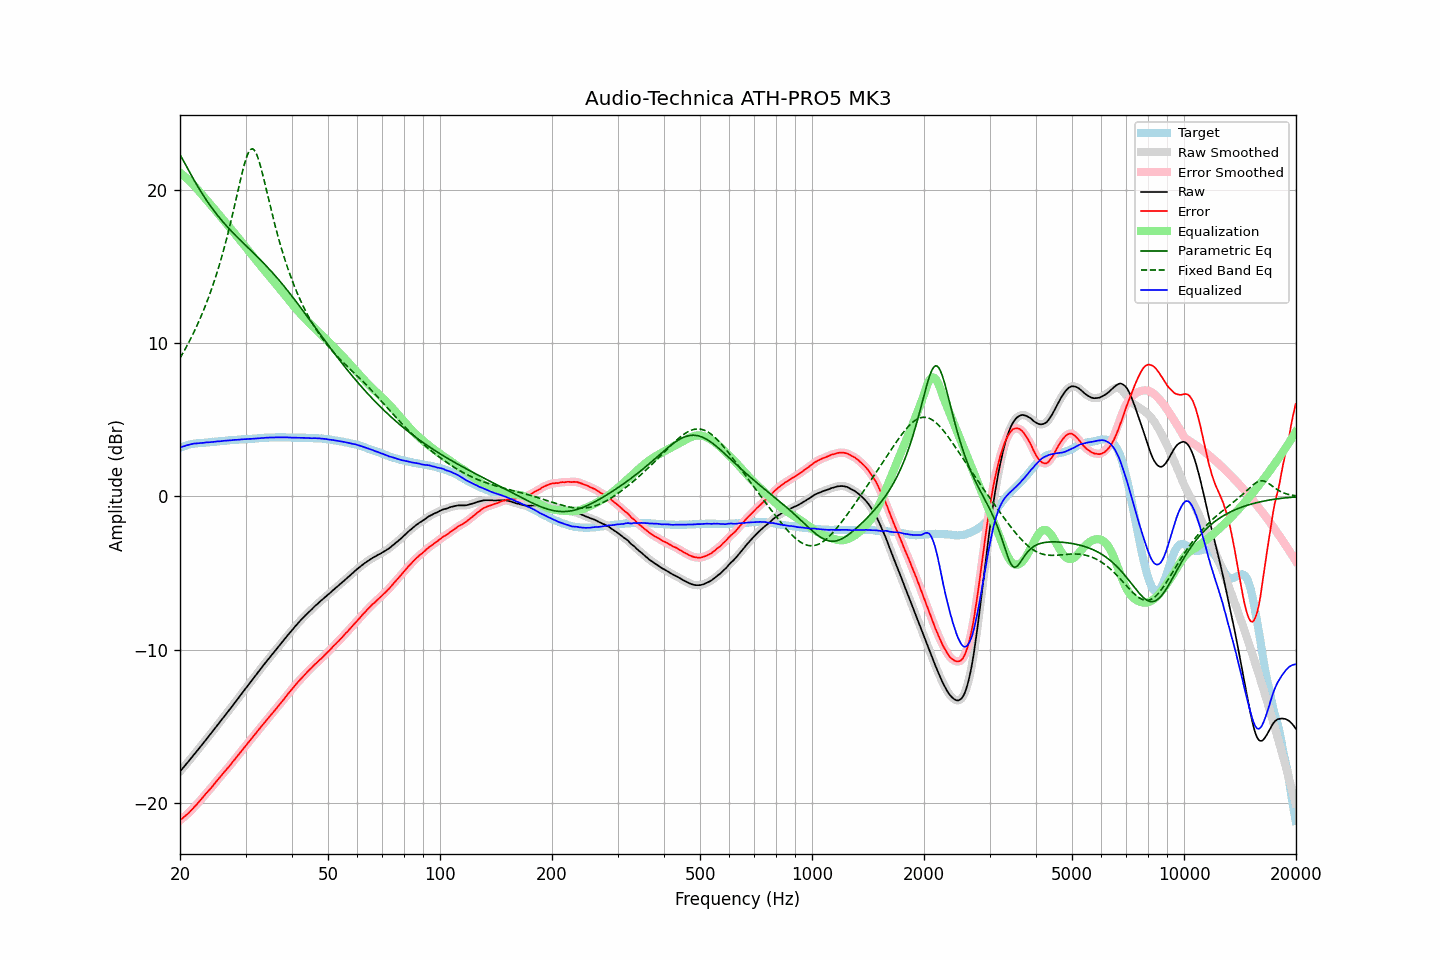 Audio-Technica ATH-PRO5 MK3
Target
Raw Smoothed
Error Smoothed
Raw
Error
Equalization
Parametric Eq
Fixed Band Eq
Equalized
Amplitude (dBr)
20
10
0
−10
−20
20
50
100
200
500
1000
2000
5000
10000
20000
Frequency (Hz)